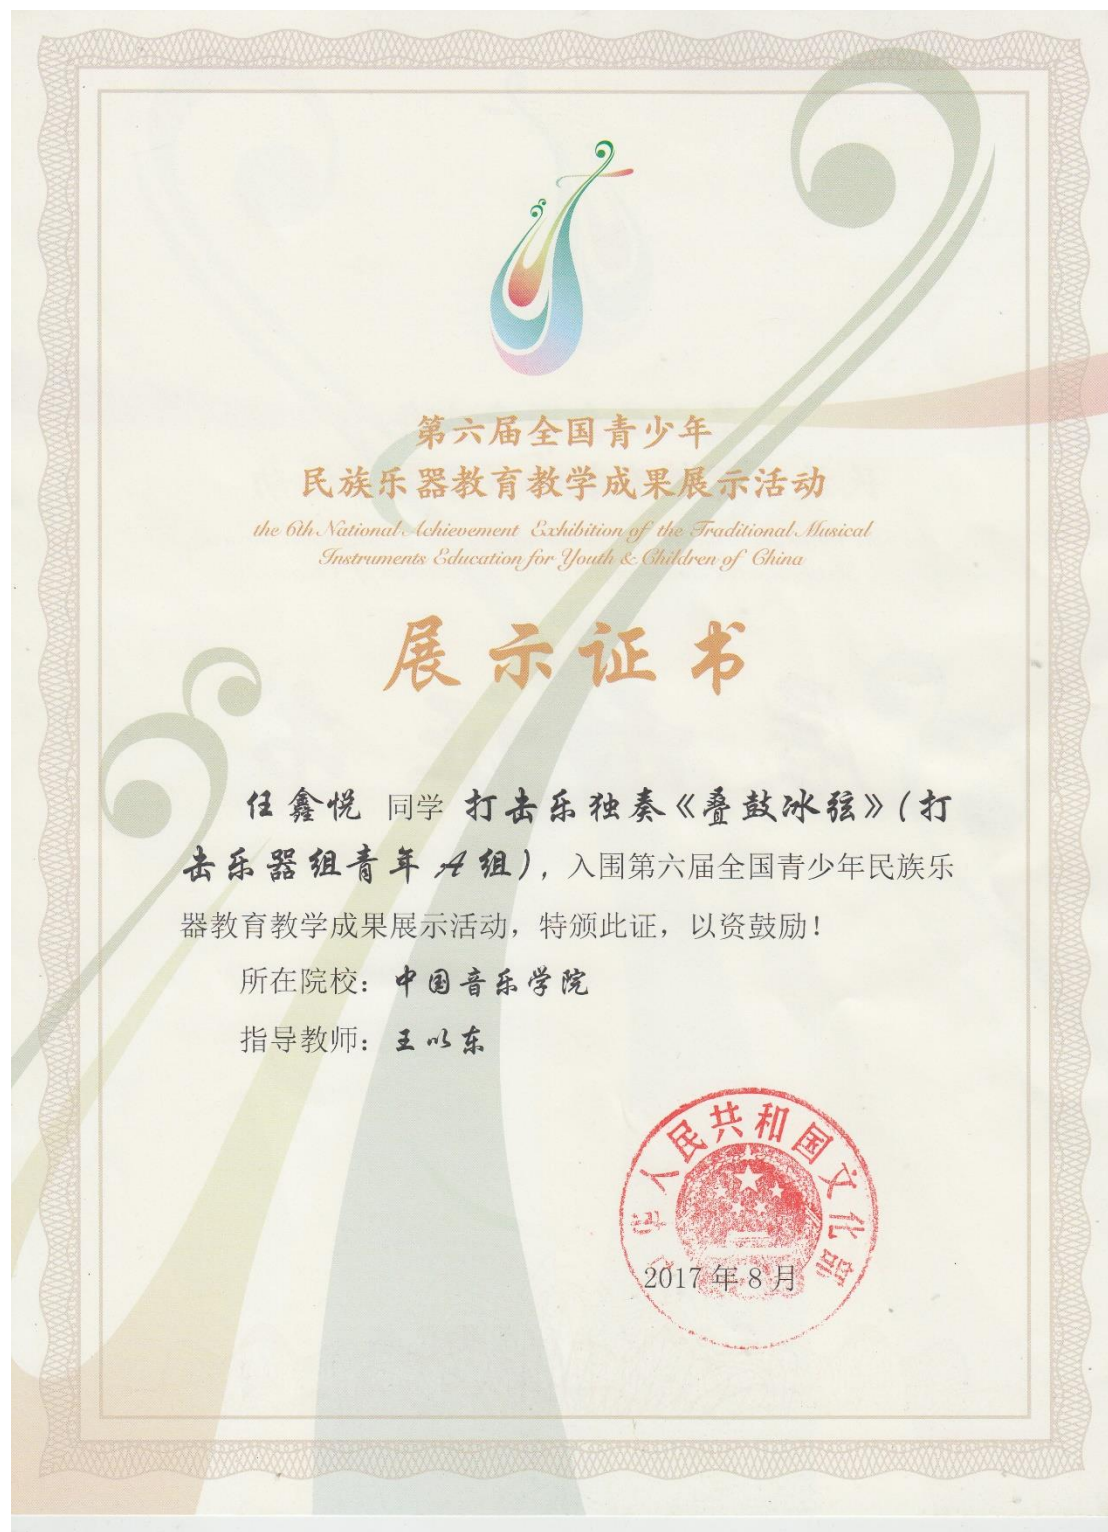 第六届全国青少年
民族乐器教育教学成果展示活动
the 6th National Achievement Exhibition of the Traditional Musical
Instruments Education for Youth & Children of China
展示证书
任鑫悦 同学 打击乐独奏《叠鼓冰弦》(打
击乐器组青年A组)，入围第六届全国青少年民族乐
器教育教学成果展示活动，特颁此证，以资鼓励！
所在院校：中国音乐学院
指导教师：王以东
中华人民共和国文化部
2017年8月